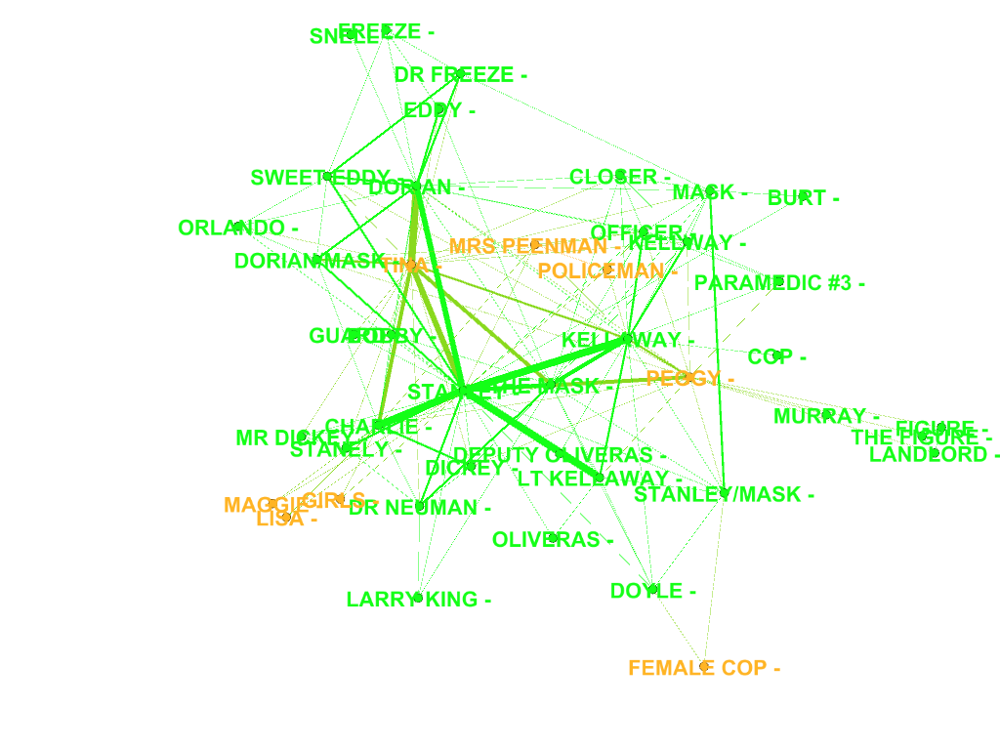 SNELL
FREEZE -
DR FREEZE -
EDDY -
SWEET EDDY -
DORIAN -
CLOSER -
MASK -
BURT -
ORLANDO -
MRS PEENMAN -
OFFICER
KELLWAY -
DORIAN/MASK -
TINA -
POLICEMAN -
PARAMEDIC #3 -
GUARD
BOBBY -
KELLAWAY -
COP -
PEGGY -
STANLEY -
THE MASK -
CHARLIE -
MURRAY -
FIGURE -
MR DICKEY
THE FIGURE -
STANELY -
DEPUTY OLIVERAS -
LANDLORD -
DICKEY -
LT KELLAWAY -
STANLEY/MASK -
MAGGIE -
GIRLS -
LISA -
DR NEUMAN -
OLIVERAS -
LARRY KING -
DOYLE -
FEMALE COP -